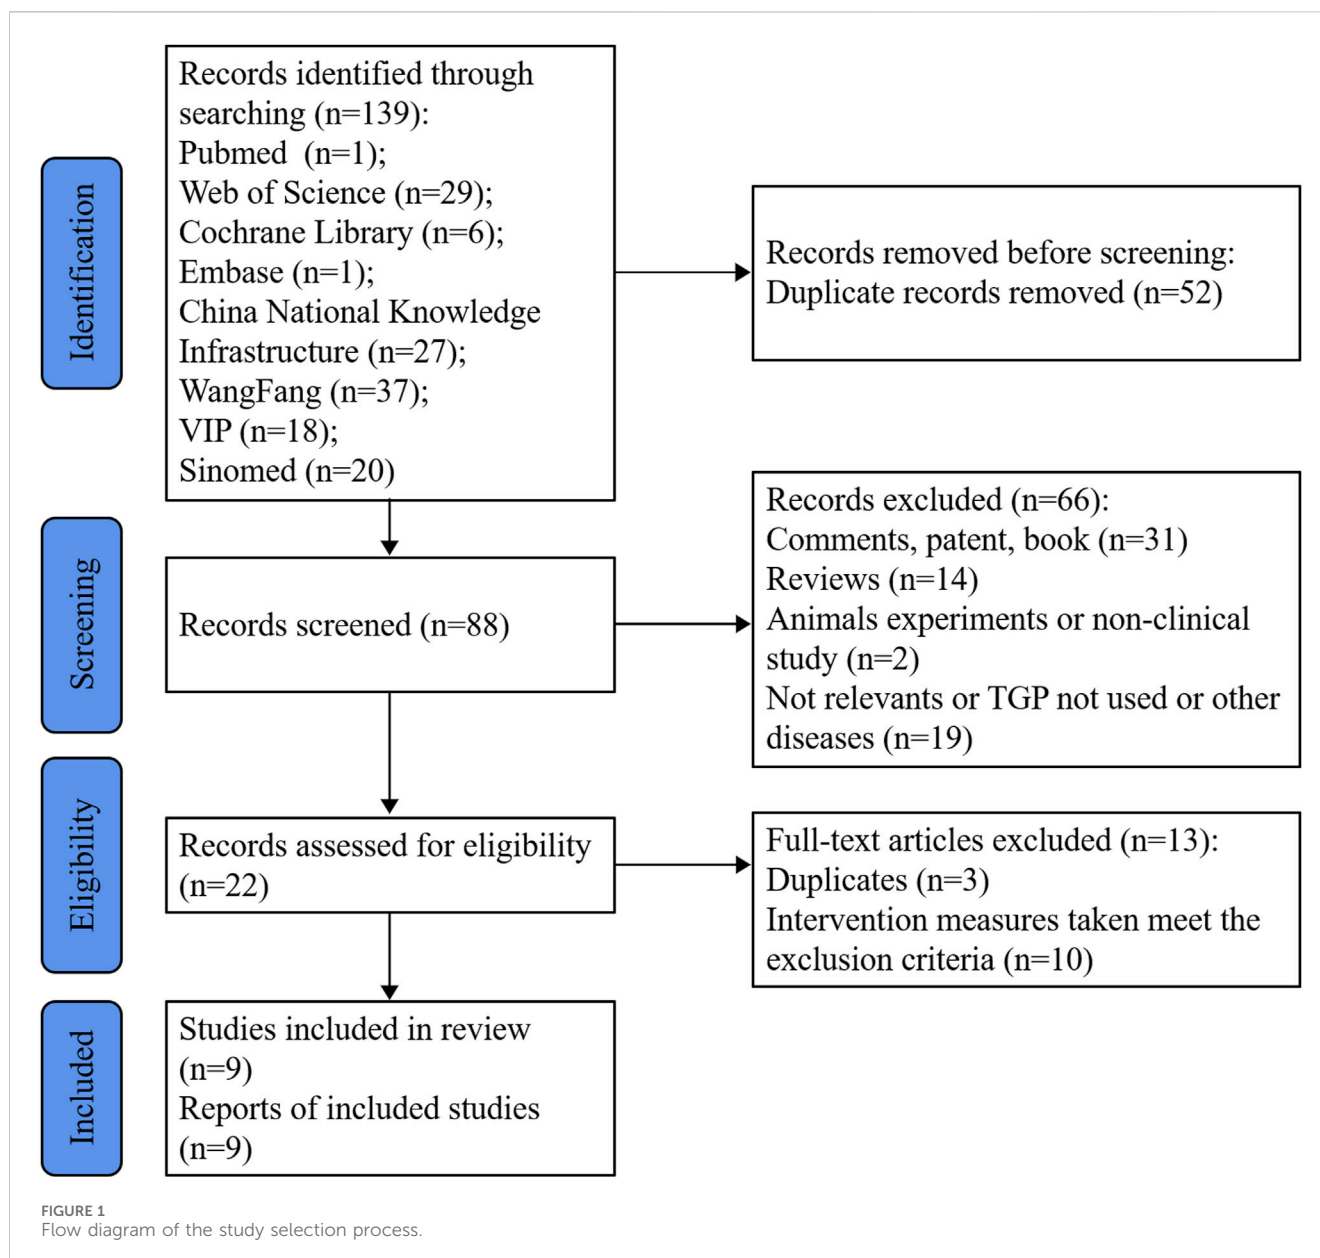 Identification
Records identified through
searching (n=139):
Pubmed (n=1);
Web of Science (n=29);
Cochrane Library (n=6);
Embase (n=1);
China National Knowledge
Infrastructure (n=27);
WangFang (n=37);
VIP (n=18);
Sinomed (n=20)
Records removed before screening:
Duplicate records removed (n=52)
Screening
Records screened (n=88)
Records excluded (n=66):
Comments, patent, book (n=31)
Reviews (n=14)
Animals experiments or non-clinical
study (n=2)
Not relevants or TGP not used or other
diseases (n=19)
Eligibility
Records assessed for eligibility
(n=22)
Full-text articles excluded (n=13):
Duplicates (n=3)
Intervention measures taken meet the
exclusion criteria (n=10)
Included
Studies included in review
(n=9)
Reports of included studies
(n=9)
FIGURE 1
Flow diagram of the study selection process.